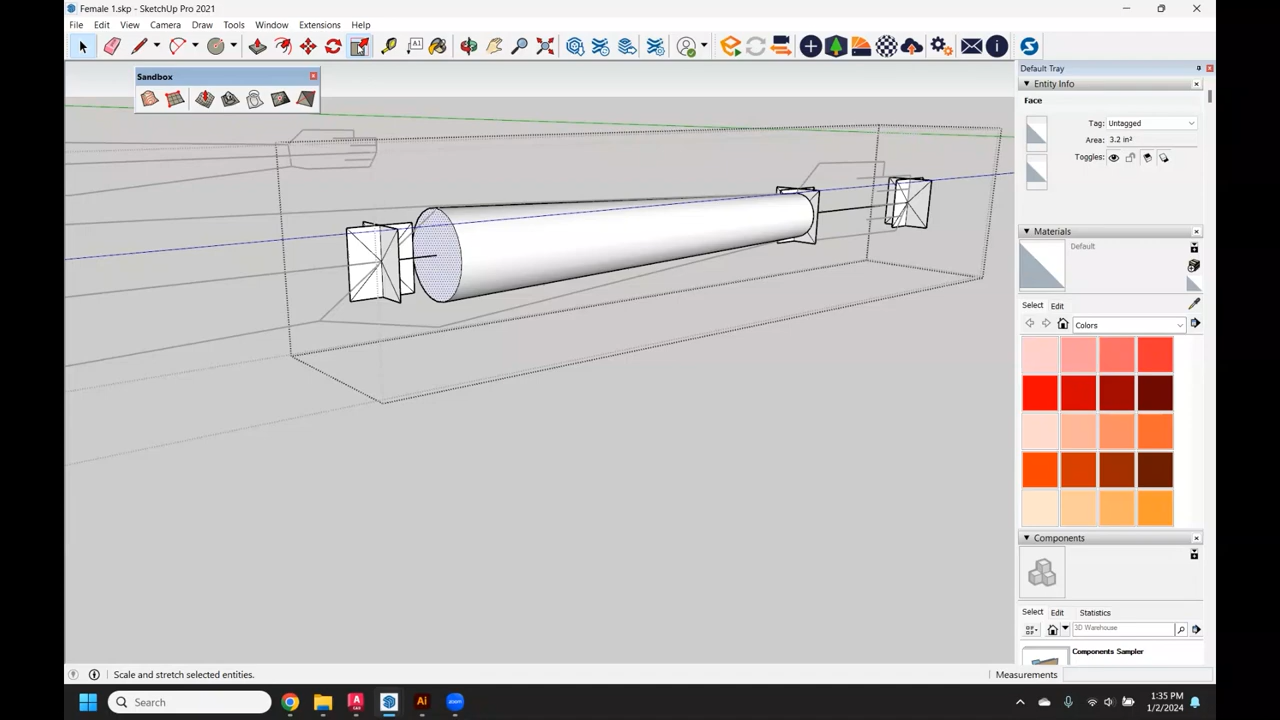 Female 1.skp - SketchUp Pro 2021
File Edit View Camera Draw Tools Window Extensions Help
Sandbox
Default Tray
Entity Info
Face
Tag: Untagged
Area: 3.2 in²
Toggles:
Materials
Default
Select Edit
Colors
Components
Select Edit Statistics
3D Warehouse
Components Sampler
Scale and stretch selected entities.
Measurements
Search
1:35 PM
1/2/2024